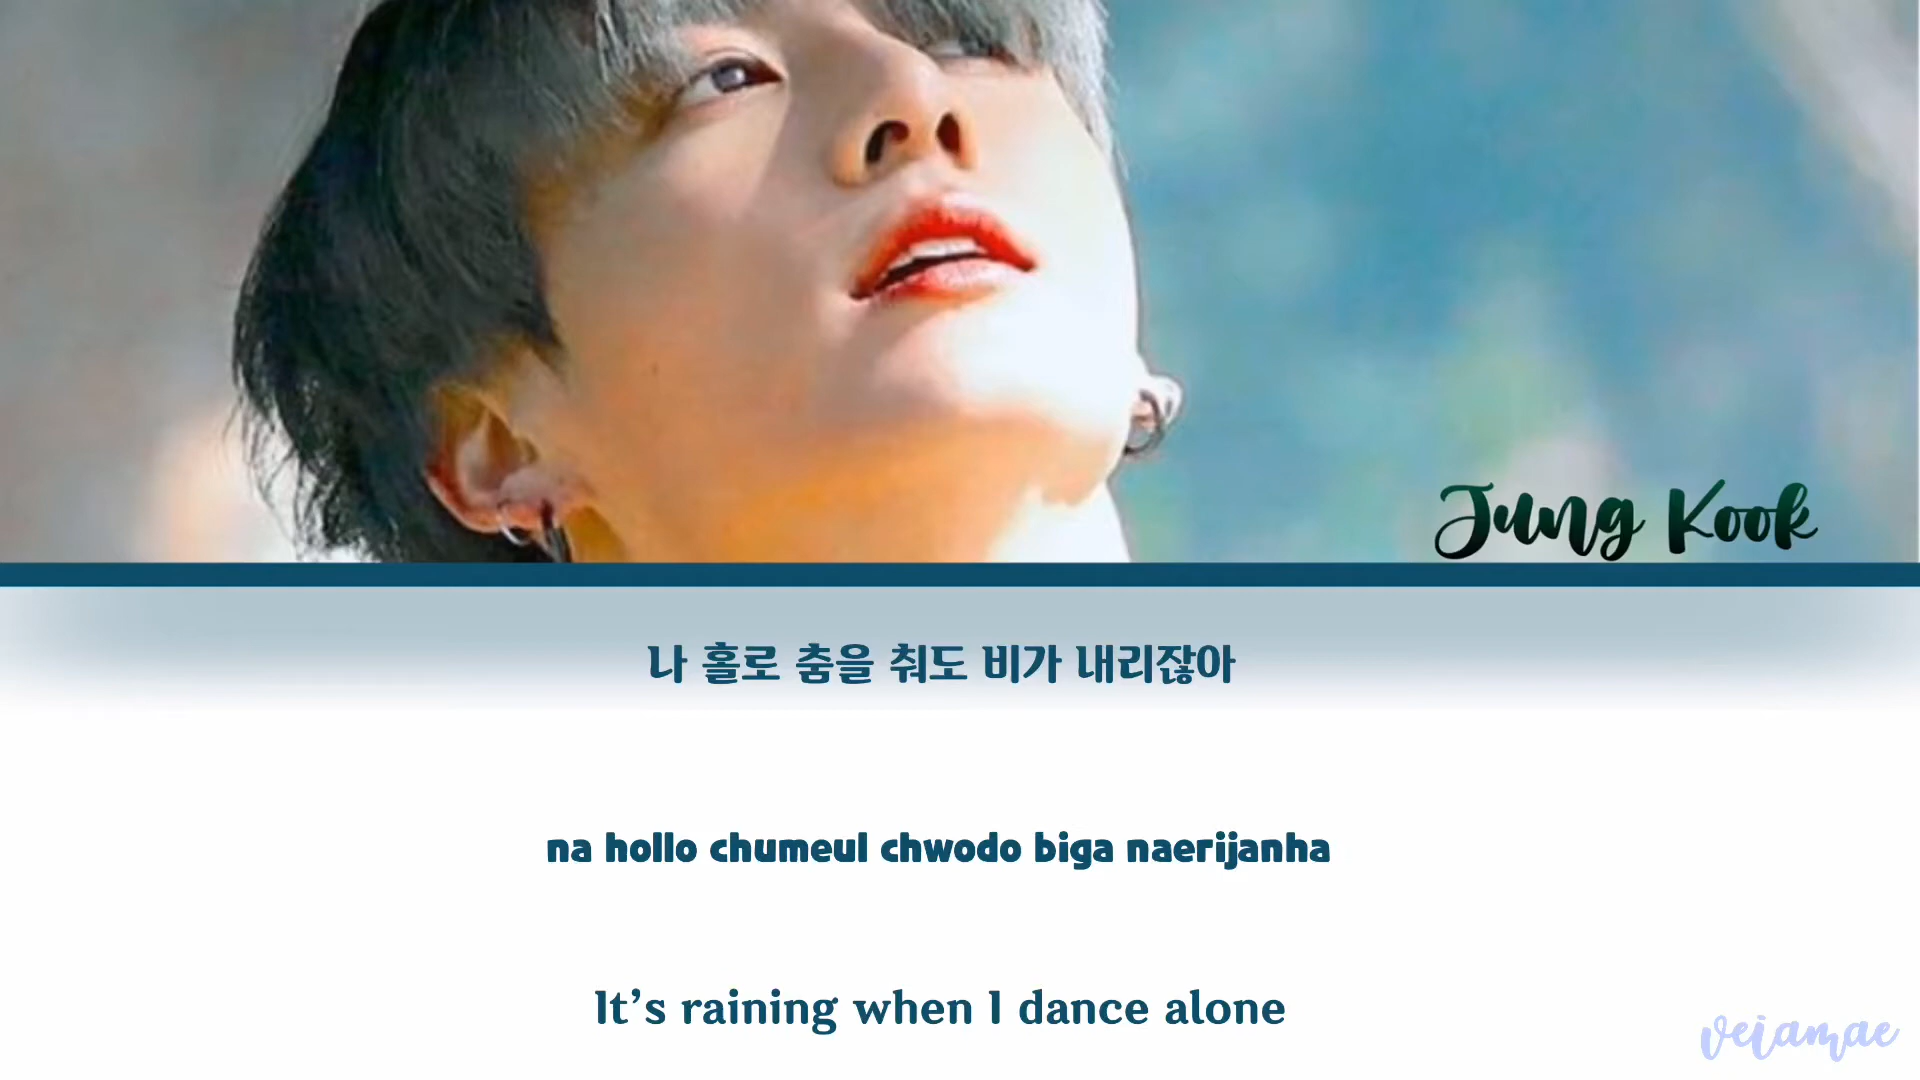 Jung Kook
나 홀로 춤을 춰도 비가 내리잖아
na hollo chumeul chwodo biga naerijanha
It's raining when I dance alone
veiamae